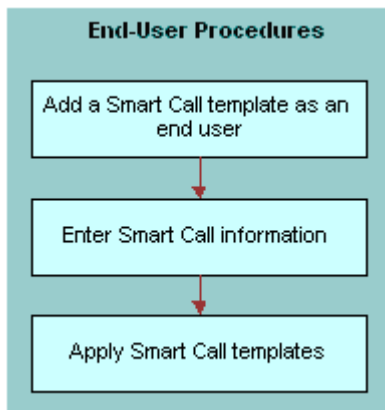 End-User Procedures
Add a Smart Call template as an
end user
Enter Smart Call information
Apply Smart Call templates